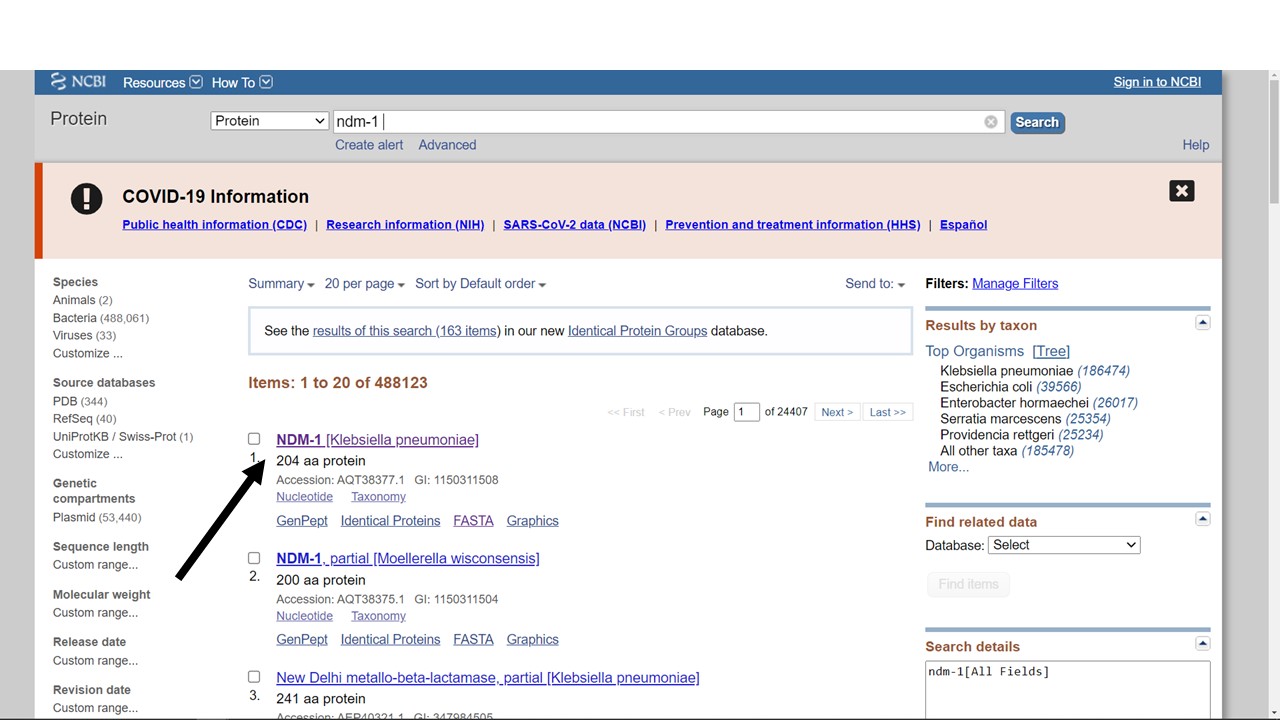 NCBI Resources How To Sign in to NCBI
Protein Protein ndm-1 Search
Create alert Advanced Help
COVID-19 Information
Public health information (CDC) | Research information (NIH) | SARS-CoV-2 data (NCBI) | Prevention and treatment information (HHS) | Español
Species
Animals (2)
Bacteria (488,061)
Viruses (33)
Customize ...
Source databases
PDB (344)
RefSeq (40)
UniProtKB / Swiss-Prot (1)
Customize ...
Genetic
compartments
Plasmid (53,440)
Sequence length
Custom range...
Molecular weight
Custom range...
Release date
Custom range...
Revision date
Custom range...
Summary 20 per page Sort by Default order Send to:
See the results of this search (163 items) in our new Identical Protein Groups database.
Items: 1 to 20 of 488123
<< First < Prev Page 1 of 24407 Next > Last >>
NDM-1 [Klebsiella pneumoniae]
1. 204 aa protein
Accession: AQT38377.1 GI: 1150311508
Nucleotide Taxonomy
GenPept Identical Proteins FASTA Graphics
NDM-1, partial [Moellerella wisconsensis]
2. 200 aa protein
Accession: AQT38375.1 GI: 1150311504
Nucleotide Taxonomy
GenPept Identical Proteins FASTA Graphics
New Delhi metallo-beta-lactamase, partial [Klebsiella pneumoniae]
3. 241 aa protein
Accession: AEP40321.1 GI: 347984505
Filters: Manage Filters
Results by taxon
Top Organisms [Tree]
Klebsiella pneumoniae (186474)
Escherichia coli (39566)
Enterobacter hormaechei (26017)
Serratia marcescens (25354)
Providencia rettgeri (25234)
All other taxa (185478)
More...
Find related data
Database: Select
Find items
Search details
ndm-1[All Fields]